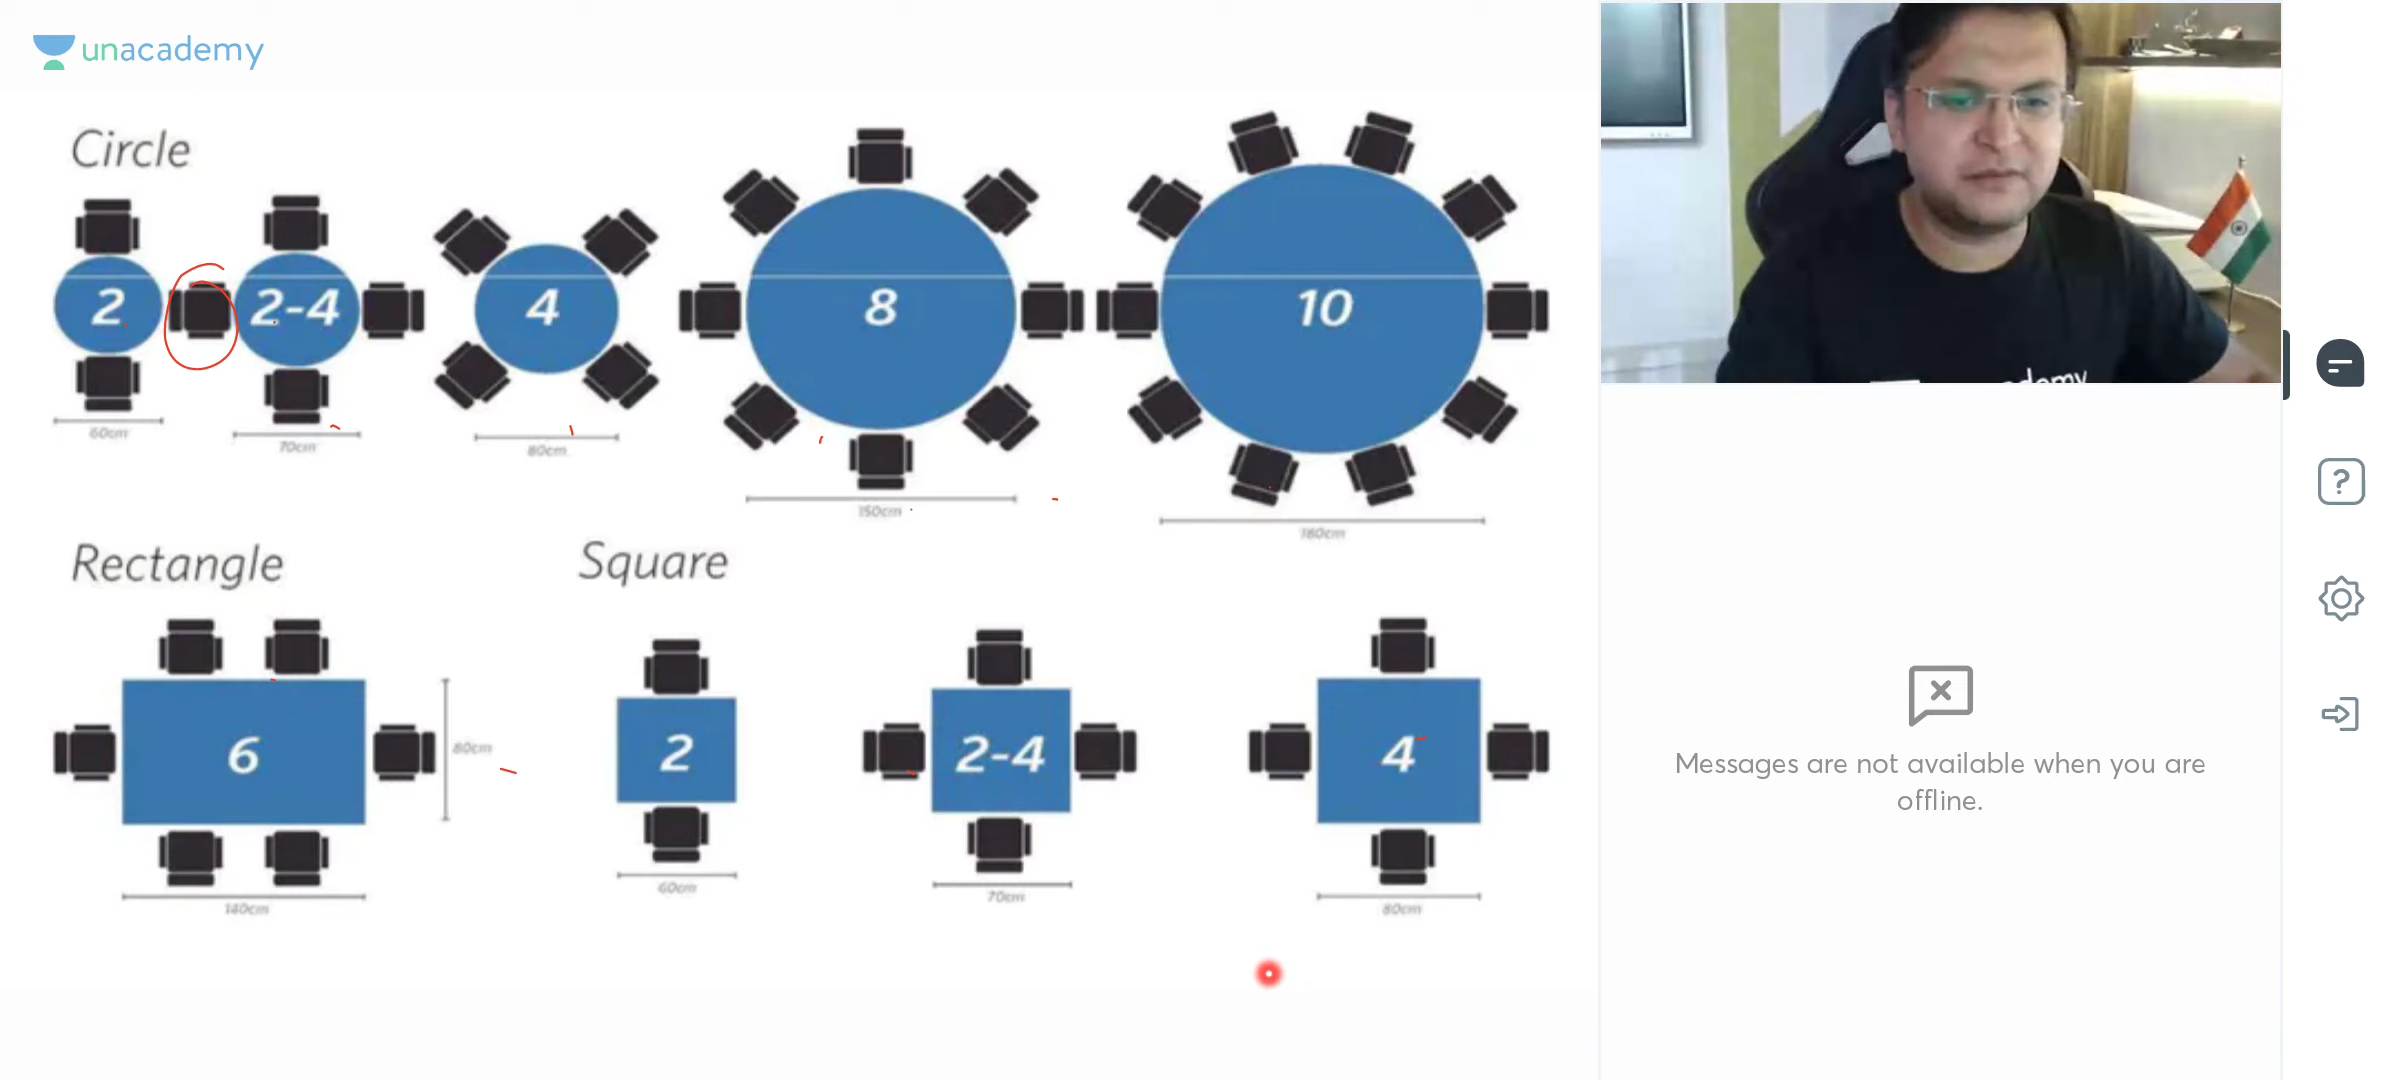 unacademy
Circle
2
2-4
4
8
10
60cm
70cm
80cm
150cm
180cm
Rectangle
Square
6
80cm
2
2-4
4
140cm
60cm
70cm
80cm
Messages are not available when you are
offline.
?